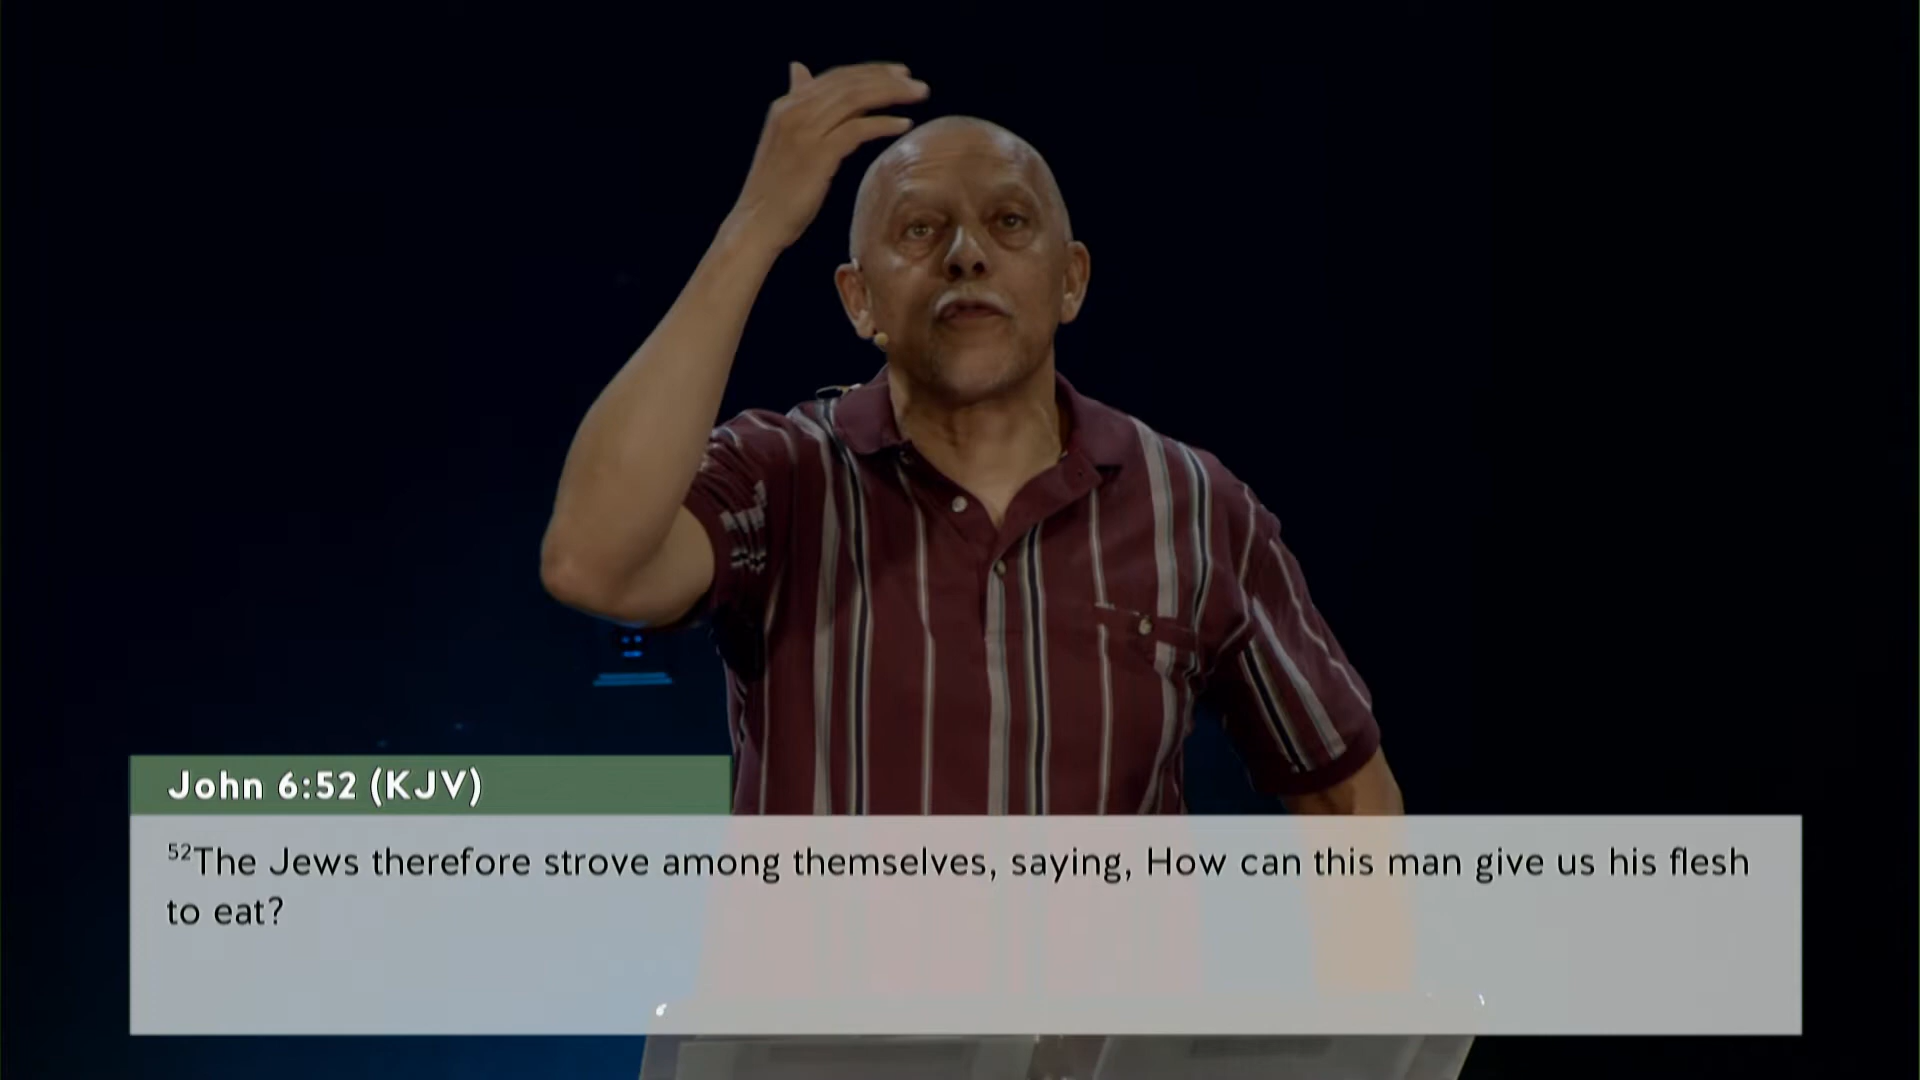 John 6:52 (KJV)
52The Jews therefore strove among themselves, saying, How can this man give us his flesh
to eat?